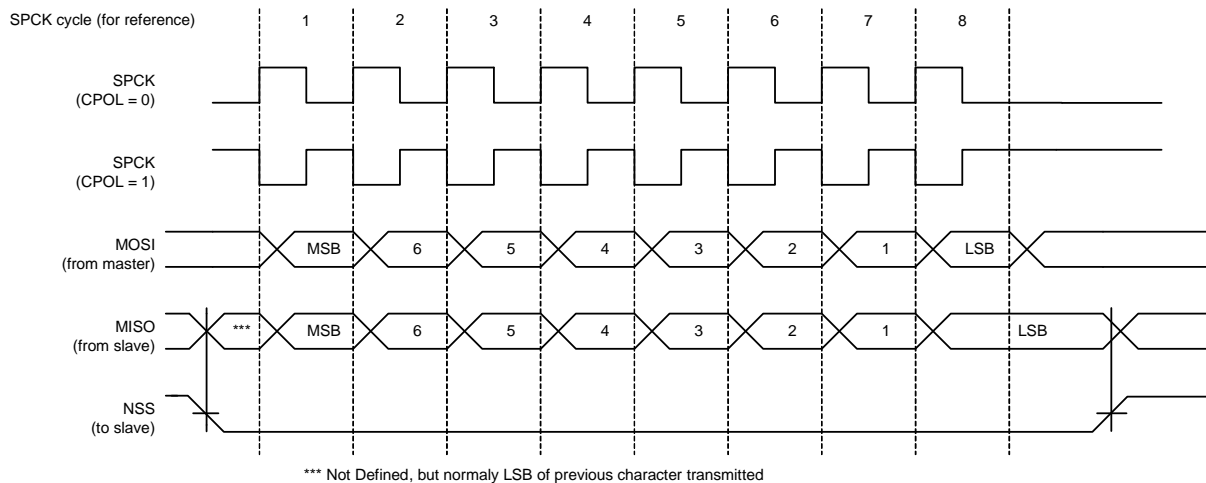 SPCK cycle (for reference) 1 2 3 4 5 6 7 8
SPCK
(CPOL = 0)
SPCK
(CPOL = 1)
MOSI
(from master)
MSB 6 5 4 3 2 1 LSB
MISO
(from slave)
*** MSB 6 5 4 3 2 1 LSB
NSS
(to slave)
*** Not Defined, but normaly LSB of previous character transmitted